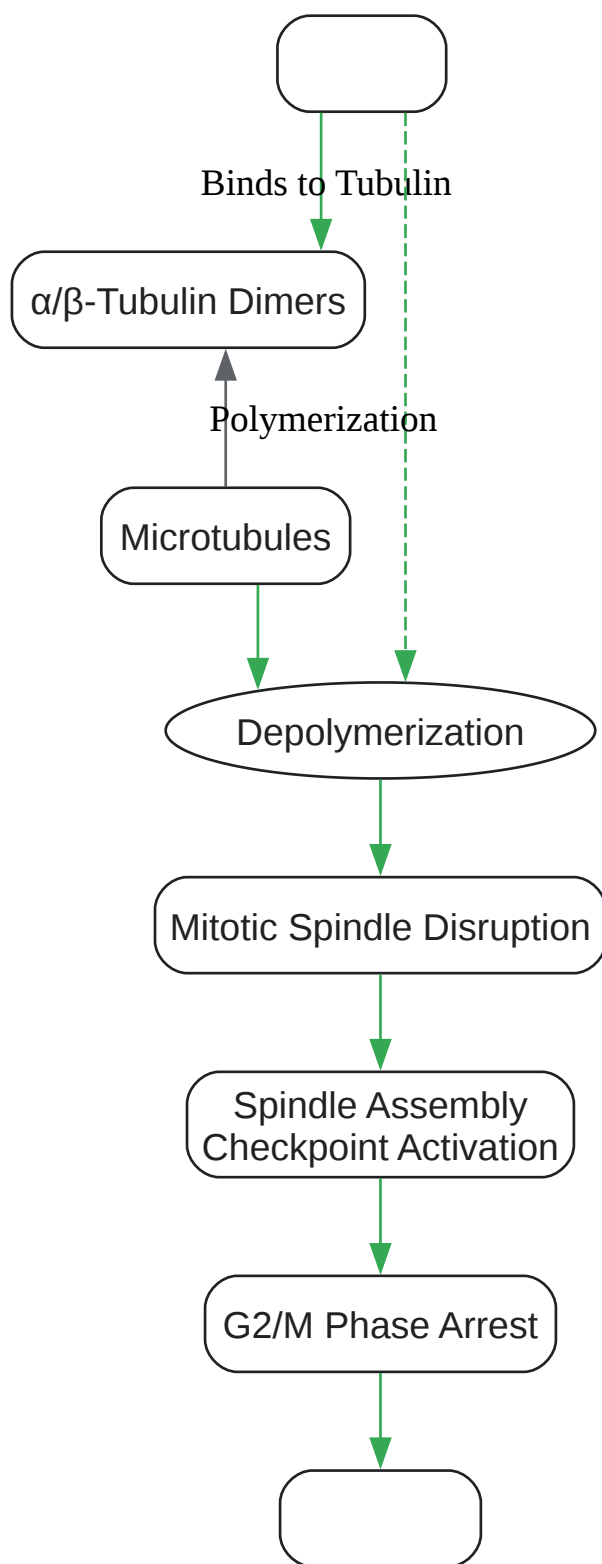 Binds to Tubulin
α/β-Tubulin Dimers
Polymerization
Microtubules
Depolymerization
Mitotic Spindle Disruption
Spindle Assembly
Checkpoint Activation
G2/M Phase Arrest